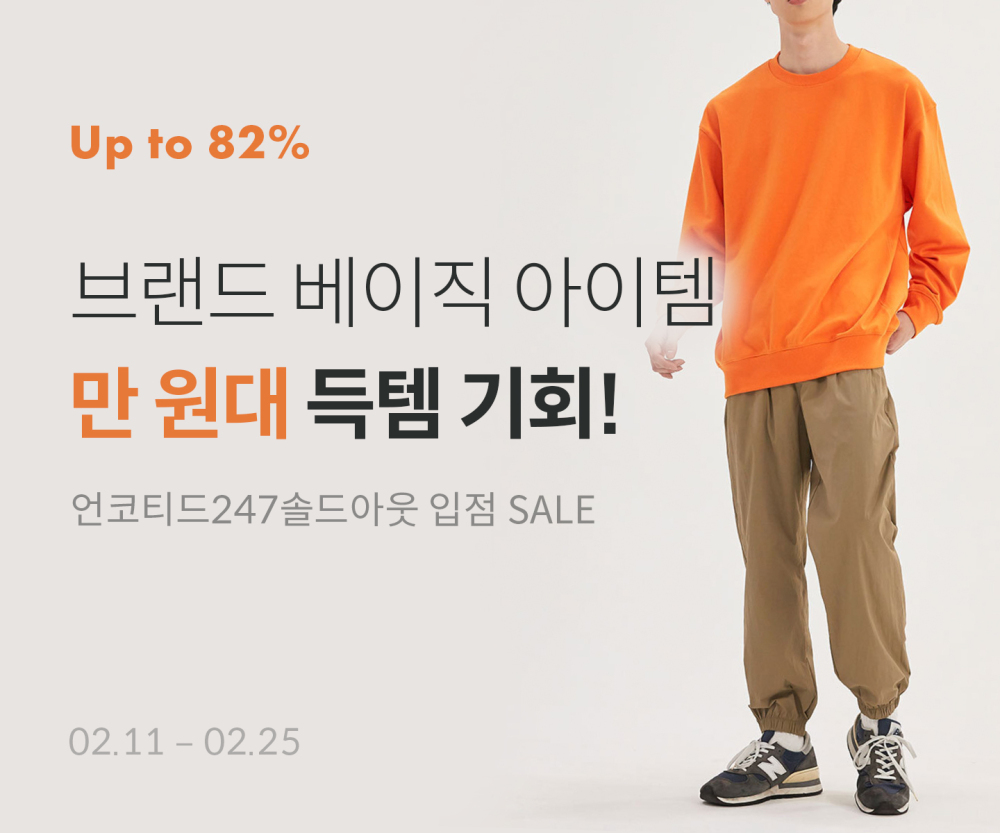 Up to 82%
브랜드 베이직 아이템
만 원대 득템 기회!
언코티드247솔드아웃 입점 SALE
02.11 – 02.25
N